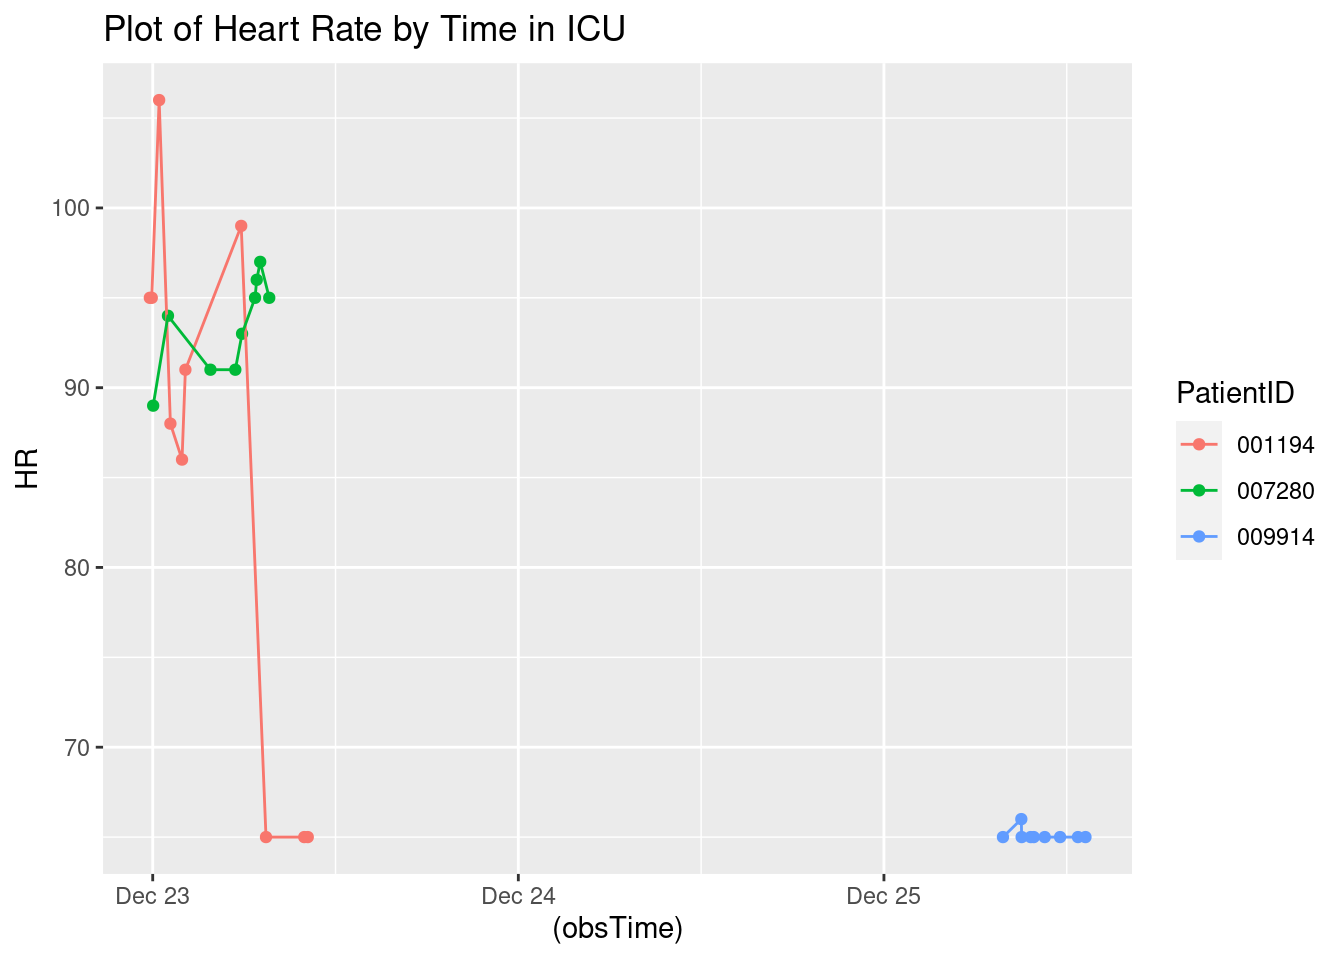 Plot of Heart Rate by Time in ICU
HR
100
90
80
70
Dec 23
Dec 24
Dec 25
(obsTime)
PatientID
001194
007280
009914